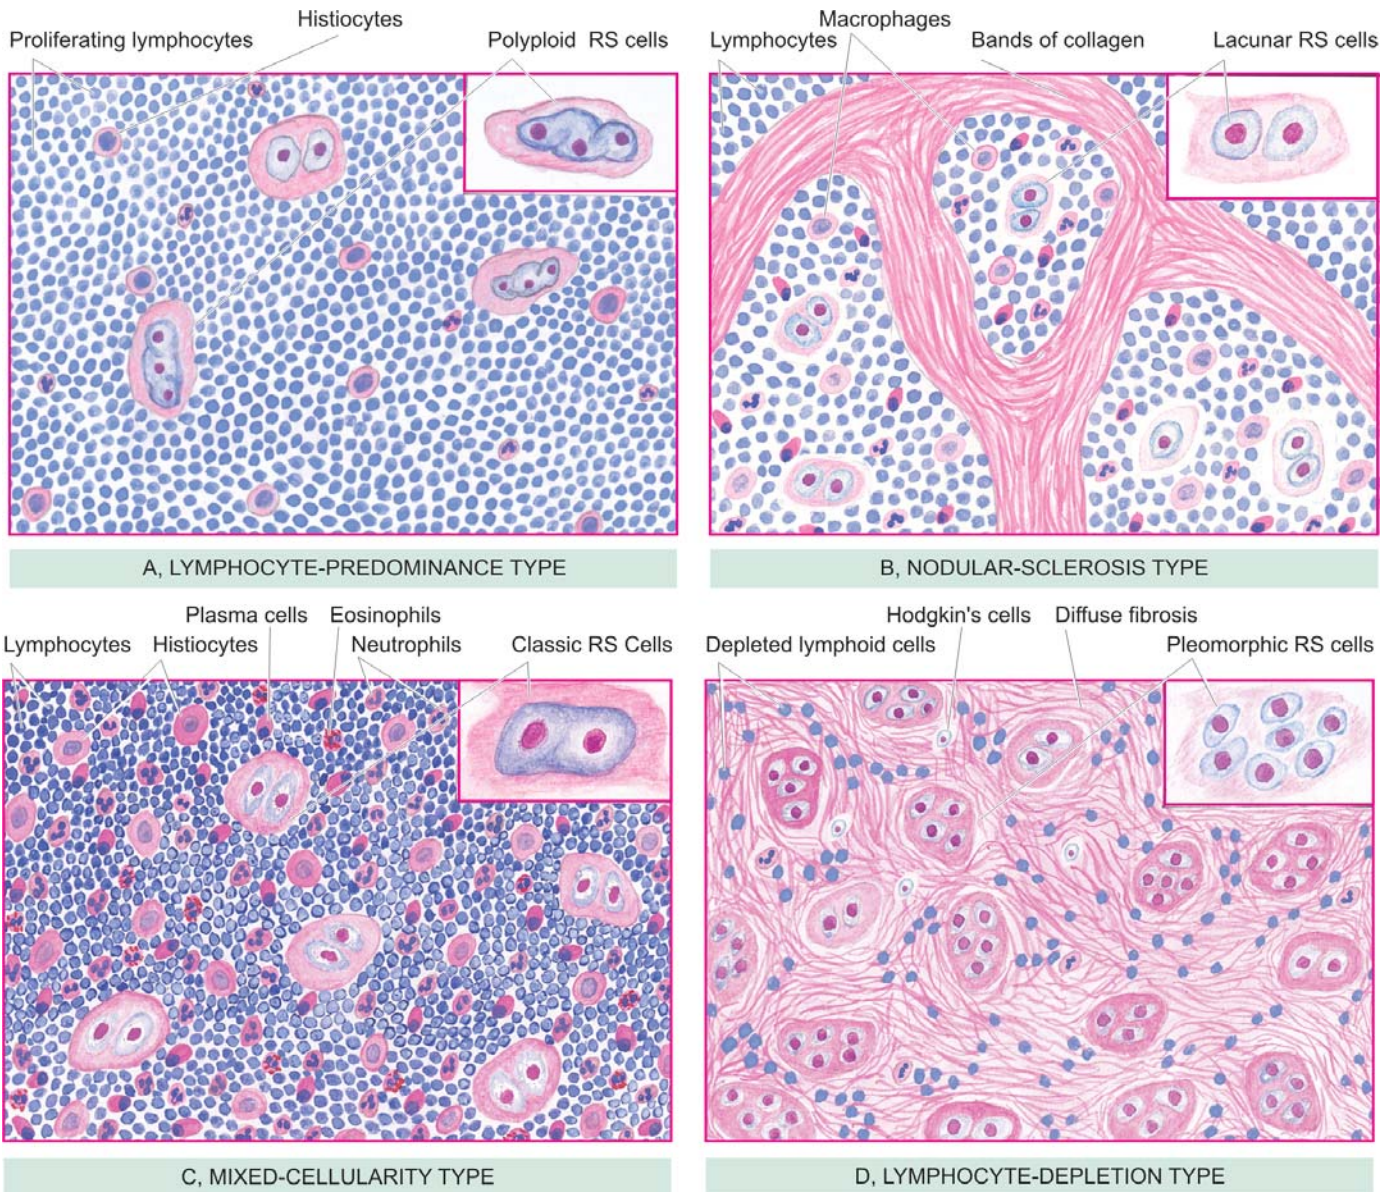 Histiocytes
Proliferating lymphocytes
Polyploid RS cells
Macrophages
Lymphocytes
Bands of collagen
Lacunar RS cells
A, LYMPHOCYTE-PREDOMINANCE TYPE
B, NODULAR-SCLEROSIS TYPE
Plasma cells
Eosinophils
Lymphocytes
Histiocytes
Neutrophils
Classic RS Cells
Hodgkin's cells
Diffuse fibrosis
Depleted lymphoid cells
Pleomorphic RS cells
C, MIXED-CELLULARITY TYPE
D, LYMPHOCYTE-DEPLETION TYPE